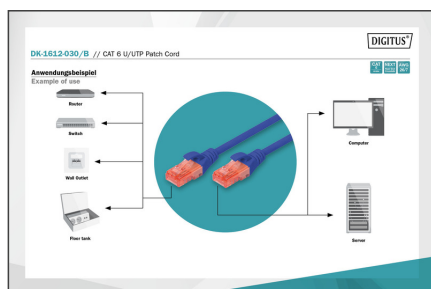 DIGITUS®
DK-1612-030/B // CAT 6 U/UTP Patch Cord
Anwendungsbeispiel
Example of use
Router
Switch
Wall Outlet
Floor tank
Computer
Server